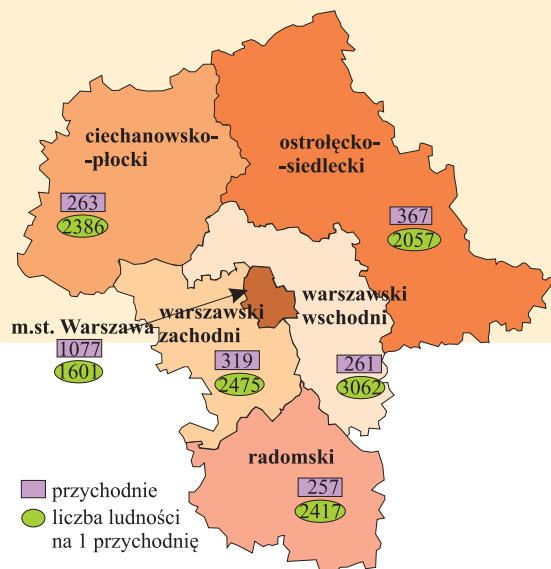 ciechanowsko-
-płocki
263
2386
ostrołęcko-
-siedlecki
367
2057
m.st. Warszawa
1077
1601
warszawski
zachodni
319
2475
warszawski
wschodni
261
3062
radomski
257
2417
przychodnie
liczba ludności
na 1 przychodnię